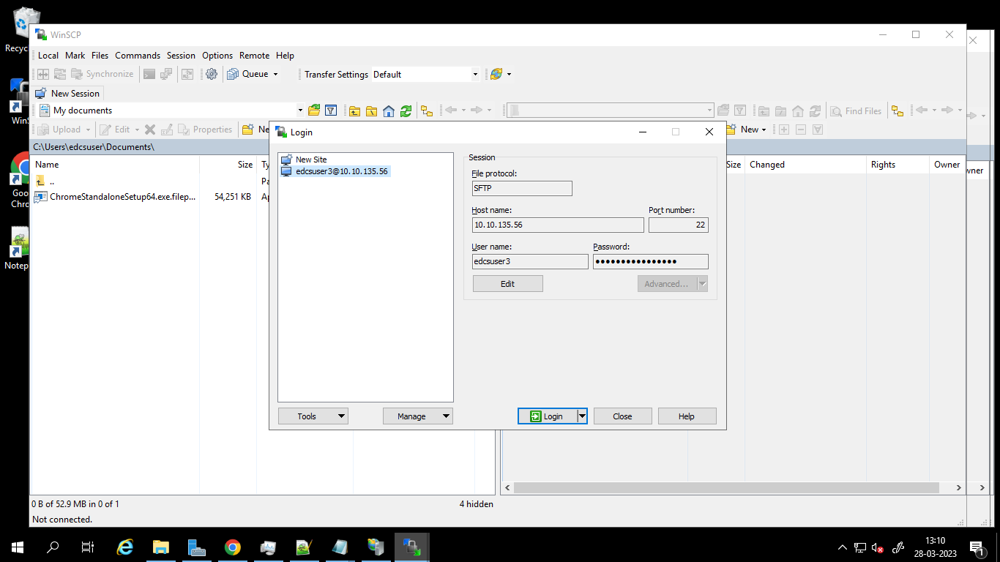 Recyc
WinSCP
Local Mark Files Commands Session Options Remote Help
Synchronize Queue Transfer Settings Default
New Session
My documents Find Files
WinS
Upload Edit Properties Ne New
Login
C:\Users\edcsuser\Documents\
Name Size Ty Size Changed Rights Owner wner
.. Pa
ChromeStandaloneSetup64.exe.filep... 54,251 KB Ap
Goo
Chro
Notep
New Site
edcsuser3@10.10.135.56
Session
File protocol:
SFTP
Host name: Port number:
10.10.135.56 22
User name: Password:
edcsuser3 ●●●●●●●●●●●●●●●●
Edit Advanced...
Tools Manage Login Close Help
0 B of 52.9 MB in 0 of 1 4 hidden
Not connected.
13:10
28-03-2023
1